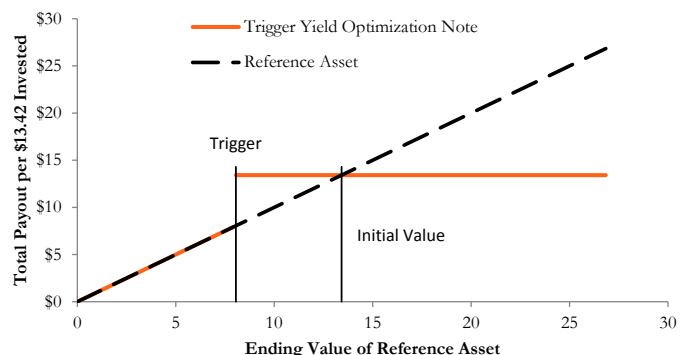 Trigger Yield Optimization Note
Reference Asset
Total Payout per $13.42 Invested
$30
$25
$20
$15
$10
$5
$0
Trigger
Initial Value
0
5
10
15
20
25
30
Ending Value of Reference Asset